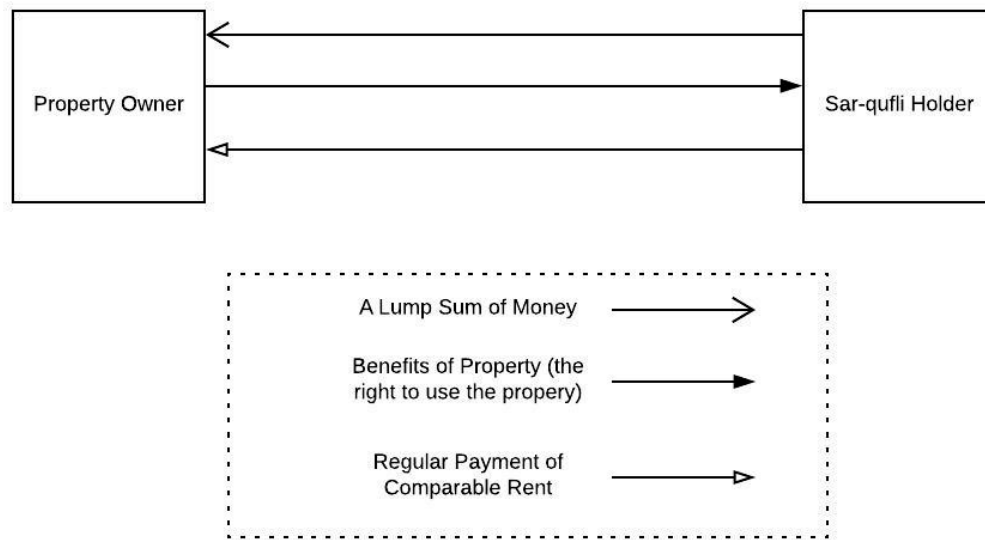 Property Owner
Sar-qufli Holder
A Lump Sum of Money
Benefits of Property (the
right to use the propery)
Regular Payment of
Comparable Rent